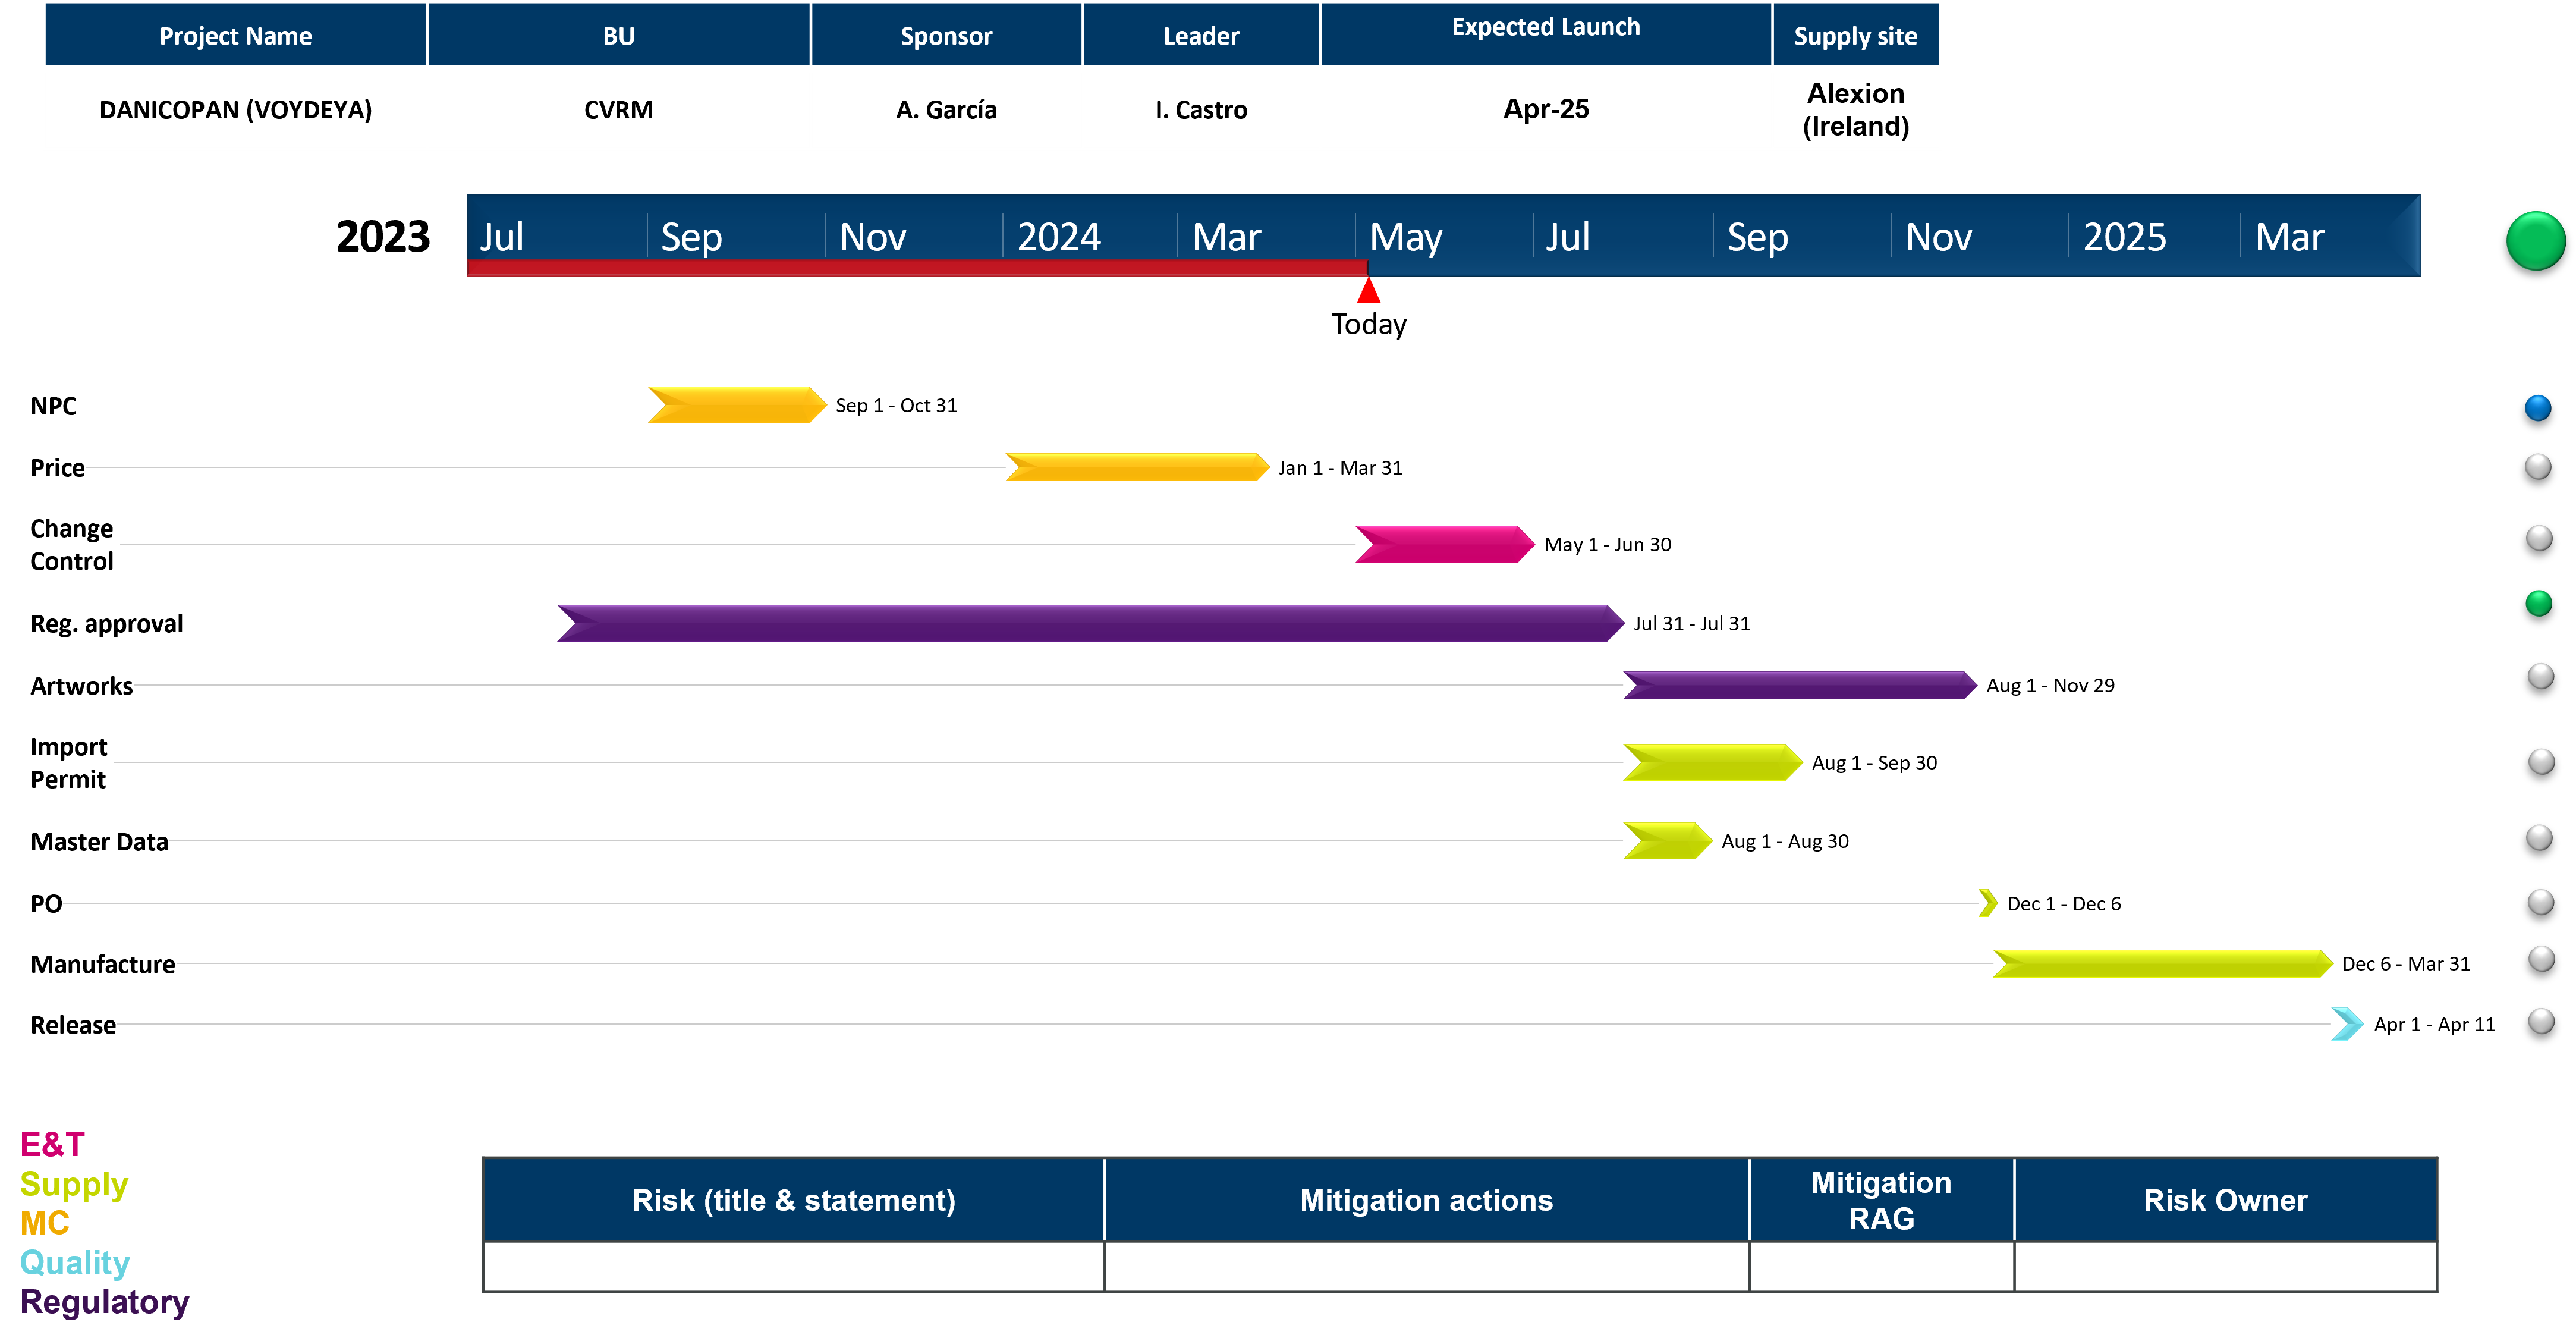 Project Name BU Sponsor Leader Expected Launch Supply site
DANICOPAN (VOYDEYA) CVRM A. García I. Castro Apr-25 Alexion
(Ireland)
2023 Jul Sep Nov 2024 Mar May Jul Sep Nov 2025 Mar
Today
NPC Sep 1 - Oct 31
Price Jan 1 - Mar 31
Change
Control May 1 - Jun 30
Reg. approval Jul 31 - Jul 31
Artworks Aug 1 - Nov 29
Import
Permit Aug 1 - Sep 30
Master Data Aug 1 - Aug 30
PO Dec 1 - Dec 6
Manufacture Dec 6 - Mar 31
Release Apr 1 - Apr 11
E&T
Supply
MC
Quality
Regulatory
Risk (title & statement) Mitigation actions Mitigation
RAG Risk Owner